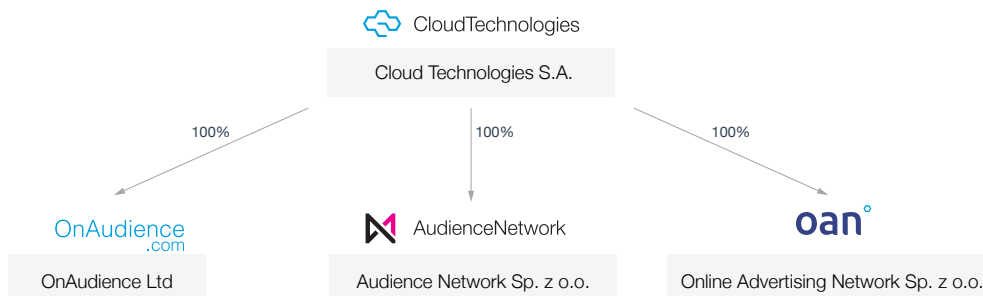 CloudTechnologies
Cloud Technologies S.A.
100%
100%
100%
OnAudience
.com
AudienceNetwork
oan
OnAudience Ltd
Audience Network Sp. z o.o.
Online Advertising Network Sp. z o.o.